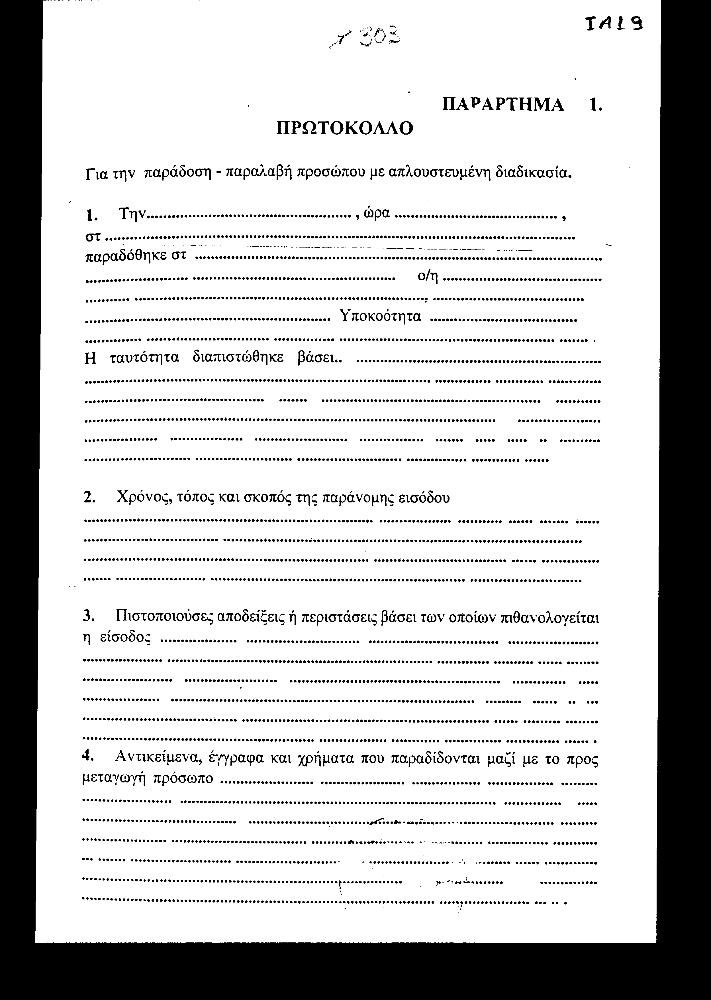 303
ΙΑ19
ΠΑΡΑΡΤΗΜΑ 1.
ΠΡΩΤΟΚΟΛΛΟ
Για την παράδοση - παραλαβή προσώπου με απλουστευμένη διαδικασία.
1. Την.................................................. , ώρα ........................................ ,
στ ....................................................................................................................
παραδόθηκε στ ....................................................................................................
......................... .................................................. ο/η .......................................
........... ........................................................................ .....................................
............................................................. Υποκοότητα ....................................
.............. .............................. ............... ..................................................... ....... .
Η ταυτότητα διαπιστώθηκε βάσει.. ............................................................
..................................................................................... .............. ............ .............
............................................ ....... ...................................................... ...........
..................................................................................................... ....................
.................. .................. ....................... ................ ....... ..... ..... .. ..........
.......................... ........................ .......................... ............... ............ ......
2. Χρόνος, τόπος και σκοπός της παράνομης εισόδου
....................................................................... .................. ........... ...... ....... ......
................................. ........................................................................................
...................................................................... ................................. ...... ..............
....... ...................... ............................................................... ............................
3. Πιστοποιούσες αποδείξεις ή περιστάσεις βάσει των οποίων πιθανολογείται
η είσοδος ................... ............................ ................................ ......................
.................... ................................................................. ............. .......... ...... ........
...................... ....................... .................................................... ............. .....
................... ........................................................................... ......... ...... .. ...
...................................... ............................................................. ...... ......... ........
......................................................... ................. ............ .............. ............. ...... .
4. Αντικείμενα, έγγραφα και χρήματα που παραδίδονται μαζί με το προς
μεταγωγή πρόσωπο ....................... ..................... ................. ................ .........
...................... .............................................................................. .............. .....
...................................... ........................................................................... .........
..................... ................................. ......................... ........... ............... ...........
... ....... ......................... ......................... .................... ......... ...... .............
............................................................................... ................ ..............
....................................................................................... ...................... ... .. .